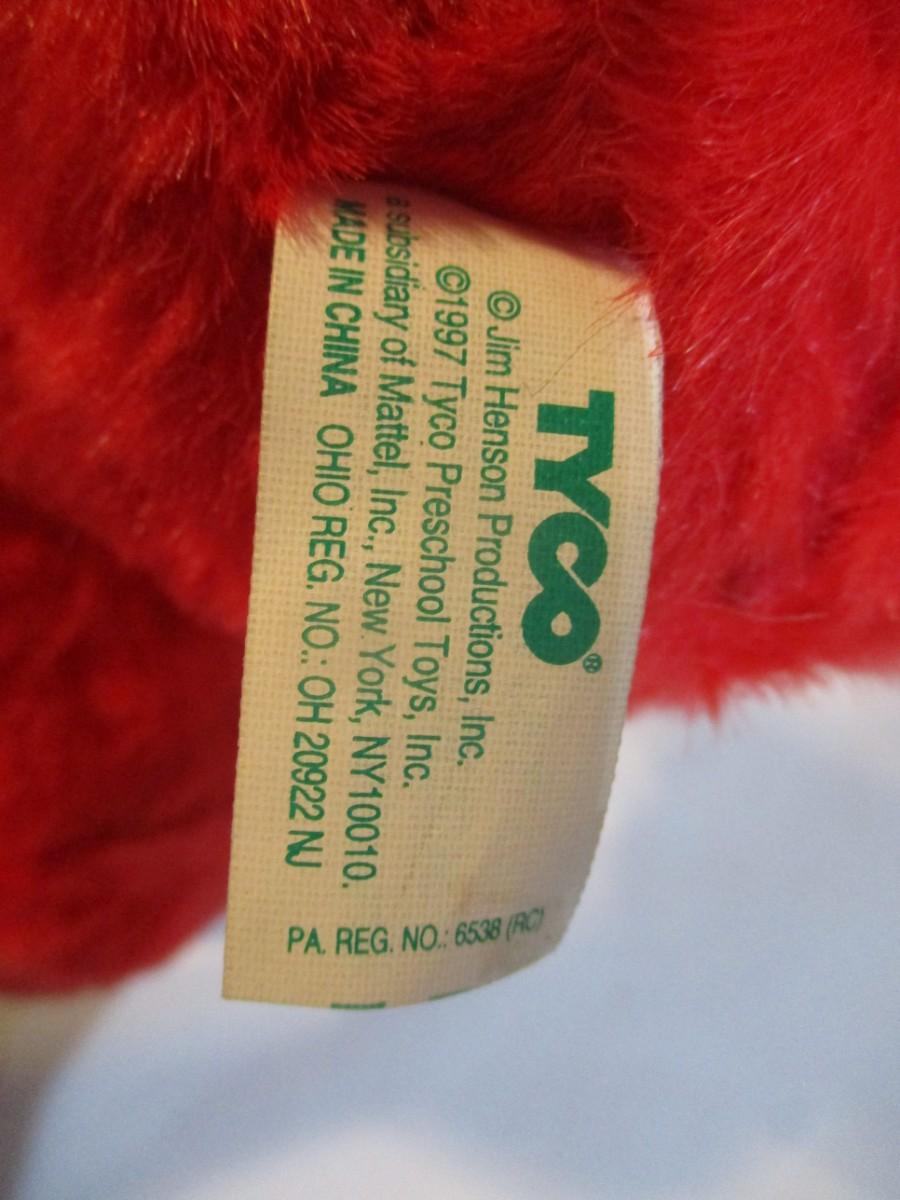 TYCO®
© Jim Henson Productions, Inc.
©1997 Tyco Preschool Toys, Inc.
a subsidiary of Mattel, Inc., New York, NY10010.
MADE IN CHINA OHIO REG. NO.: OH 20922 NJ
PA. REG. NO.: 6538 (RC)